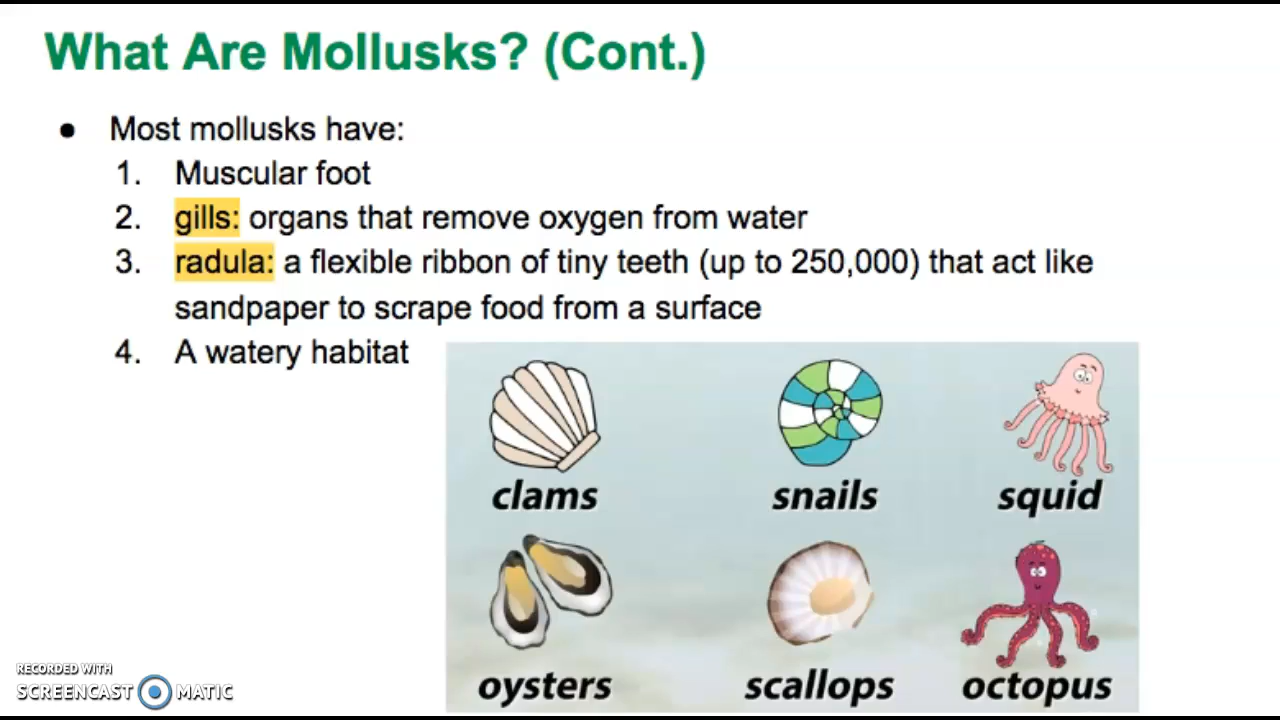 What Are Mollusks? (Cont.)
● Most mollusks have:
1. Muscular foot
2. gills: organs that remove oxygen from water
3. radula: a flexible ribbon of tiny teeth (up to 250,000) that act like
sandpaper to scrape food from a surface
4. A watery habitat
clams snails squid
oysters scallops octopus
RECORDED WITH
SCREENCAST MATIC